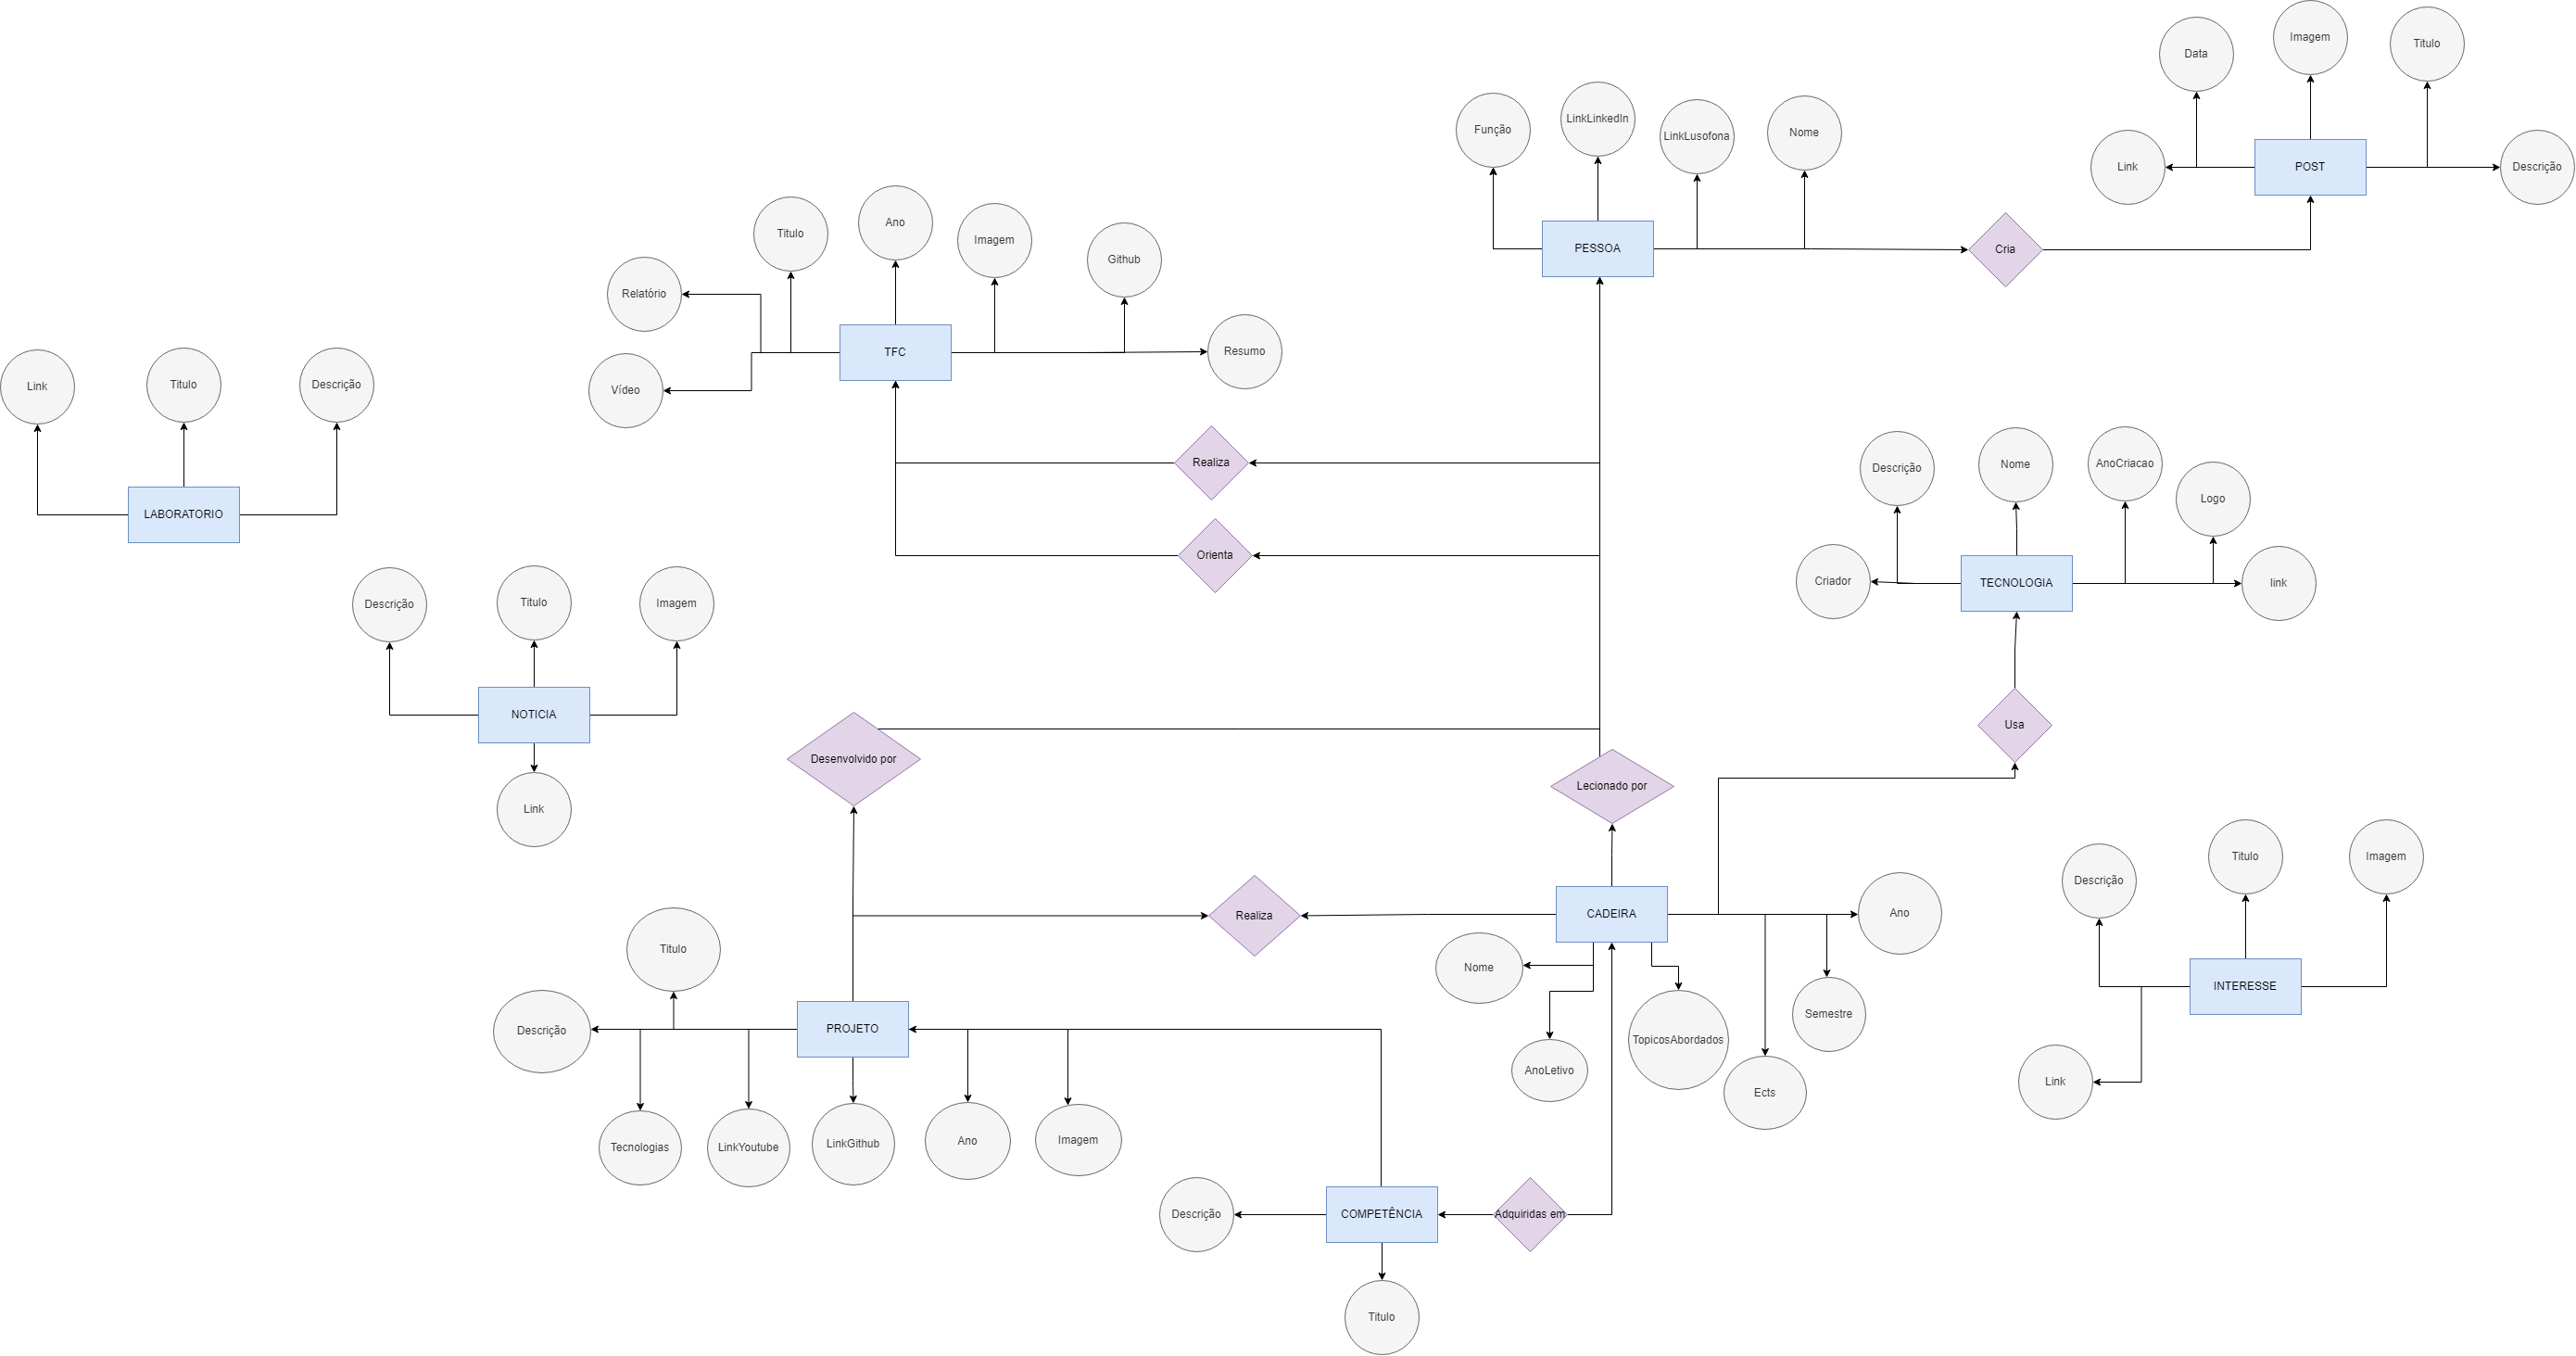 Imagem
Titulo
Data
LinkLinkedIn
Função
Nome
LinkLusofona
Link
POST
Descrição
PESSOA
Cria
Ano
Titulo
Imagem
Github
Relatório
TFC
Resumo
Vídeo
Link
Titulo
Descrição
Realiza
Descrição
Nome
AnoCriacao
Logo
LABORATORIO
Orienta
Criador
TECNOLOGIA
link
Descrição
Titulo
Imagem
NOTICIA
Usa
Desenvolvido por
Lecionado por
Link
Descrição
Titulo
Imagem
Realiza
CADEIRA
Ano
Titulo
Nome
INTERESSE
Semestre
Descrição
PROJETO
TopicosAbordados
AnoLetivo
Link
Ects
Tecnologias
LinkYoutube
LinkGithub
Ano
Imagem
Descrição
COMPETÊNCIA
Adquiridas em
Titulo